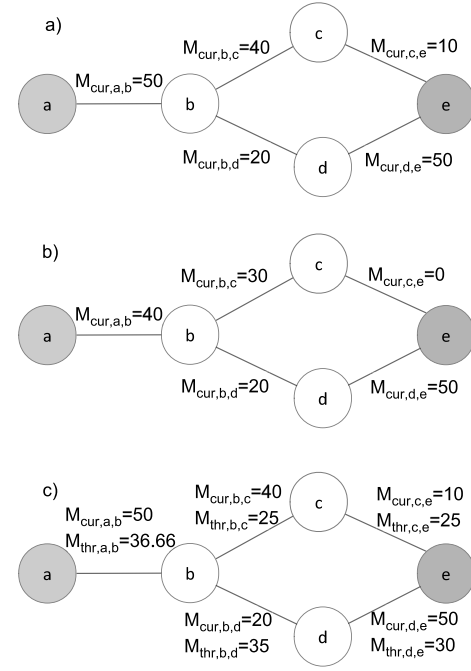 a)
c
M_cur,b,c=40
M_cur,c,e=10
M_cur,a,b=50
a
b
e
M_cur,b,d=20
M_cur,d,e=50
d
b)
c
M_cur,b,c=30
M_cur,c,e=0
M_cur,a,b=40
a
b
e
M_cur,b,d=20
M_cur,d,e=50
d
c)
M_cur,b,c=40
M_thr,b,c=25
c
M_cur,c,e=10
M_thr,c,e=25
M_cur,a,b=50
M_thr,a,b=36.66
a
b
e
M_cur,b,d=20
M_thr,b,d=35
d
M_cur,d,e=50
M_thr,d,e=30